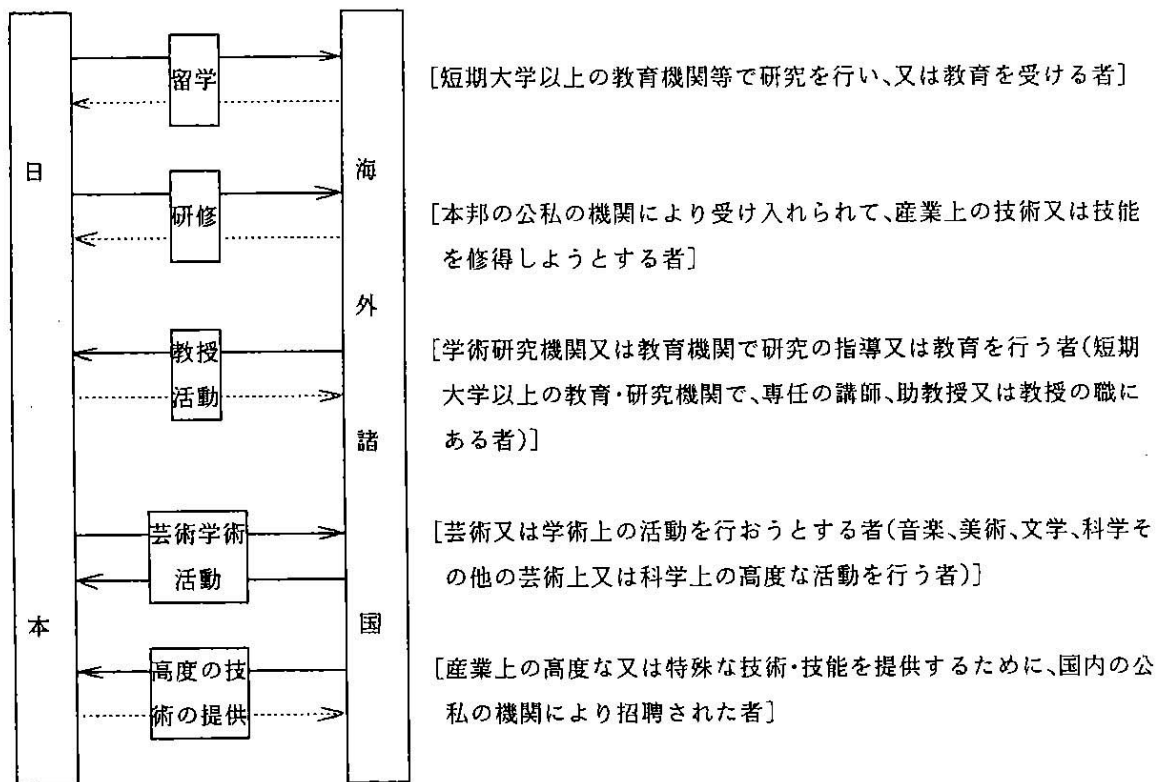 日本
海外諸国
留学
[短期大学以上の教育機関等で研究を行い、又は教育を受ける者]
研修
[本邦の公私の機関により受け入れられて、産業上の技術又は技能
を修得しようとする者]
教授
活動
[学術研究機関又は教育機関で研究の指導又は教育を行う者(短期
大学以上の教育・研究機関で、専任の講師、助教授又は教授の職に
ある者)]
芸術学術
活動
[芸術又は学術上の活動を行おうとする者(音楽、美術、文学、科学そ
の他の芸術上又は科学上の高度な活動を行う者)]
高度の技
術の提供
[産業上の高度な又は特殊な技術・技能を提供するために、国内の公
私の機関により招聘された者]